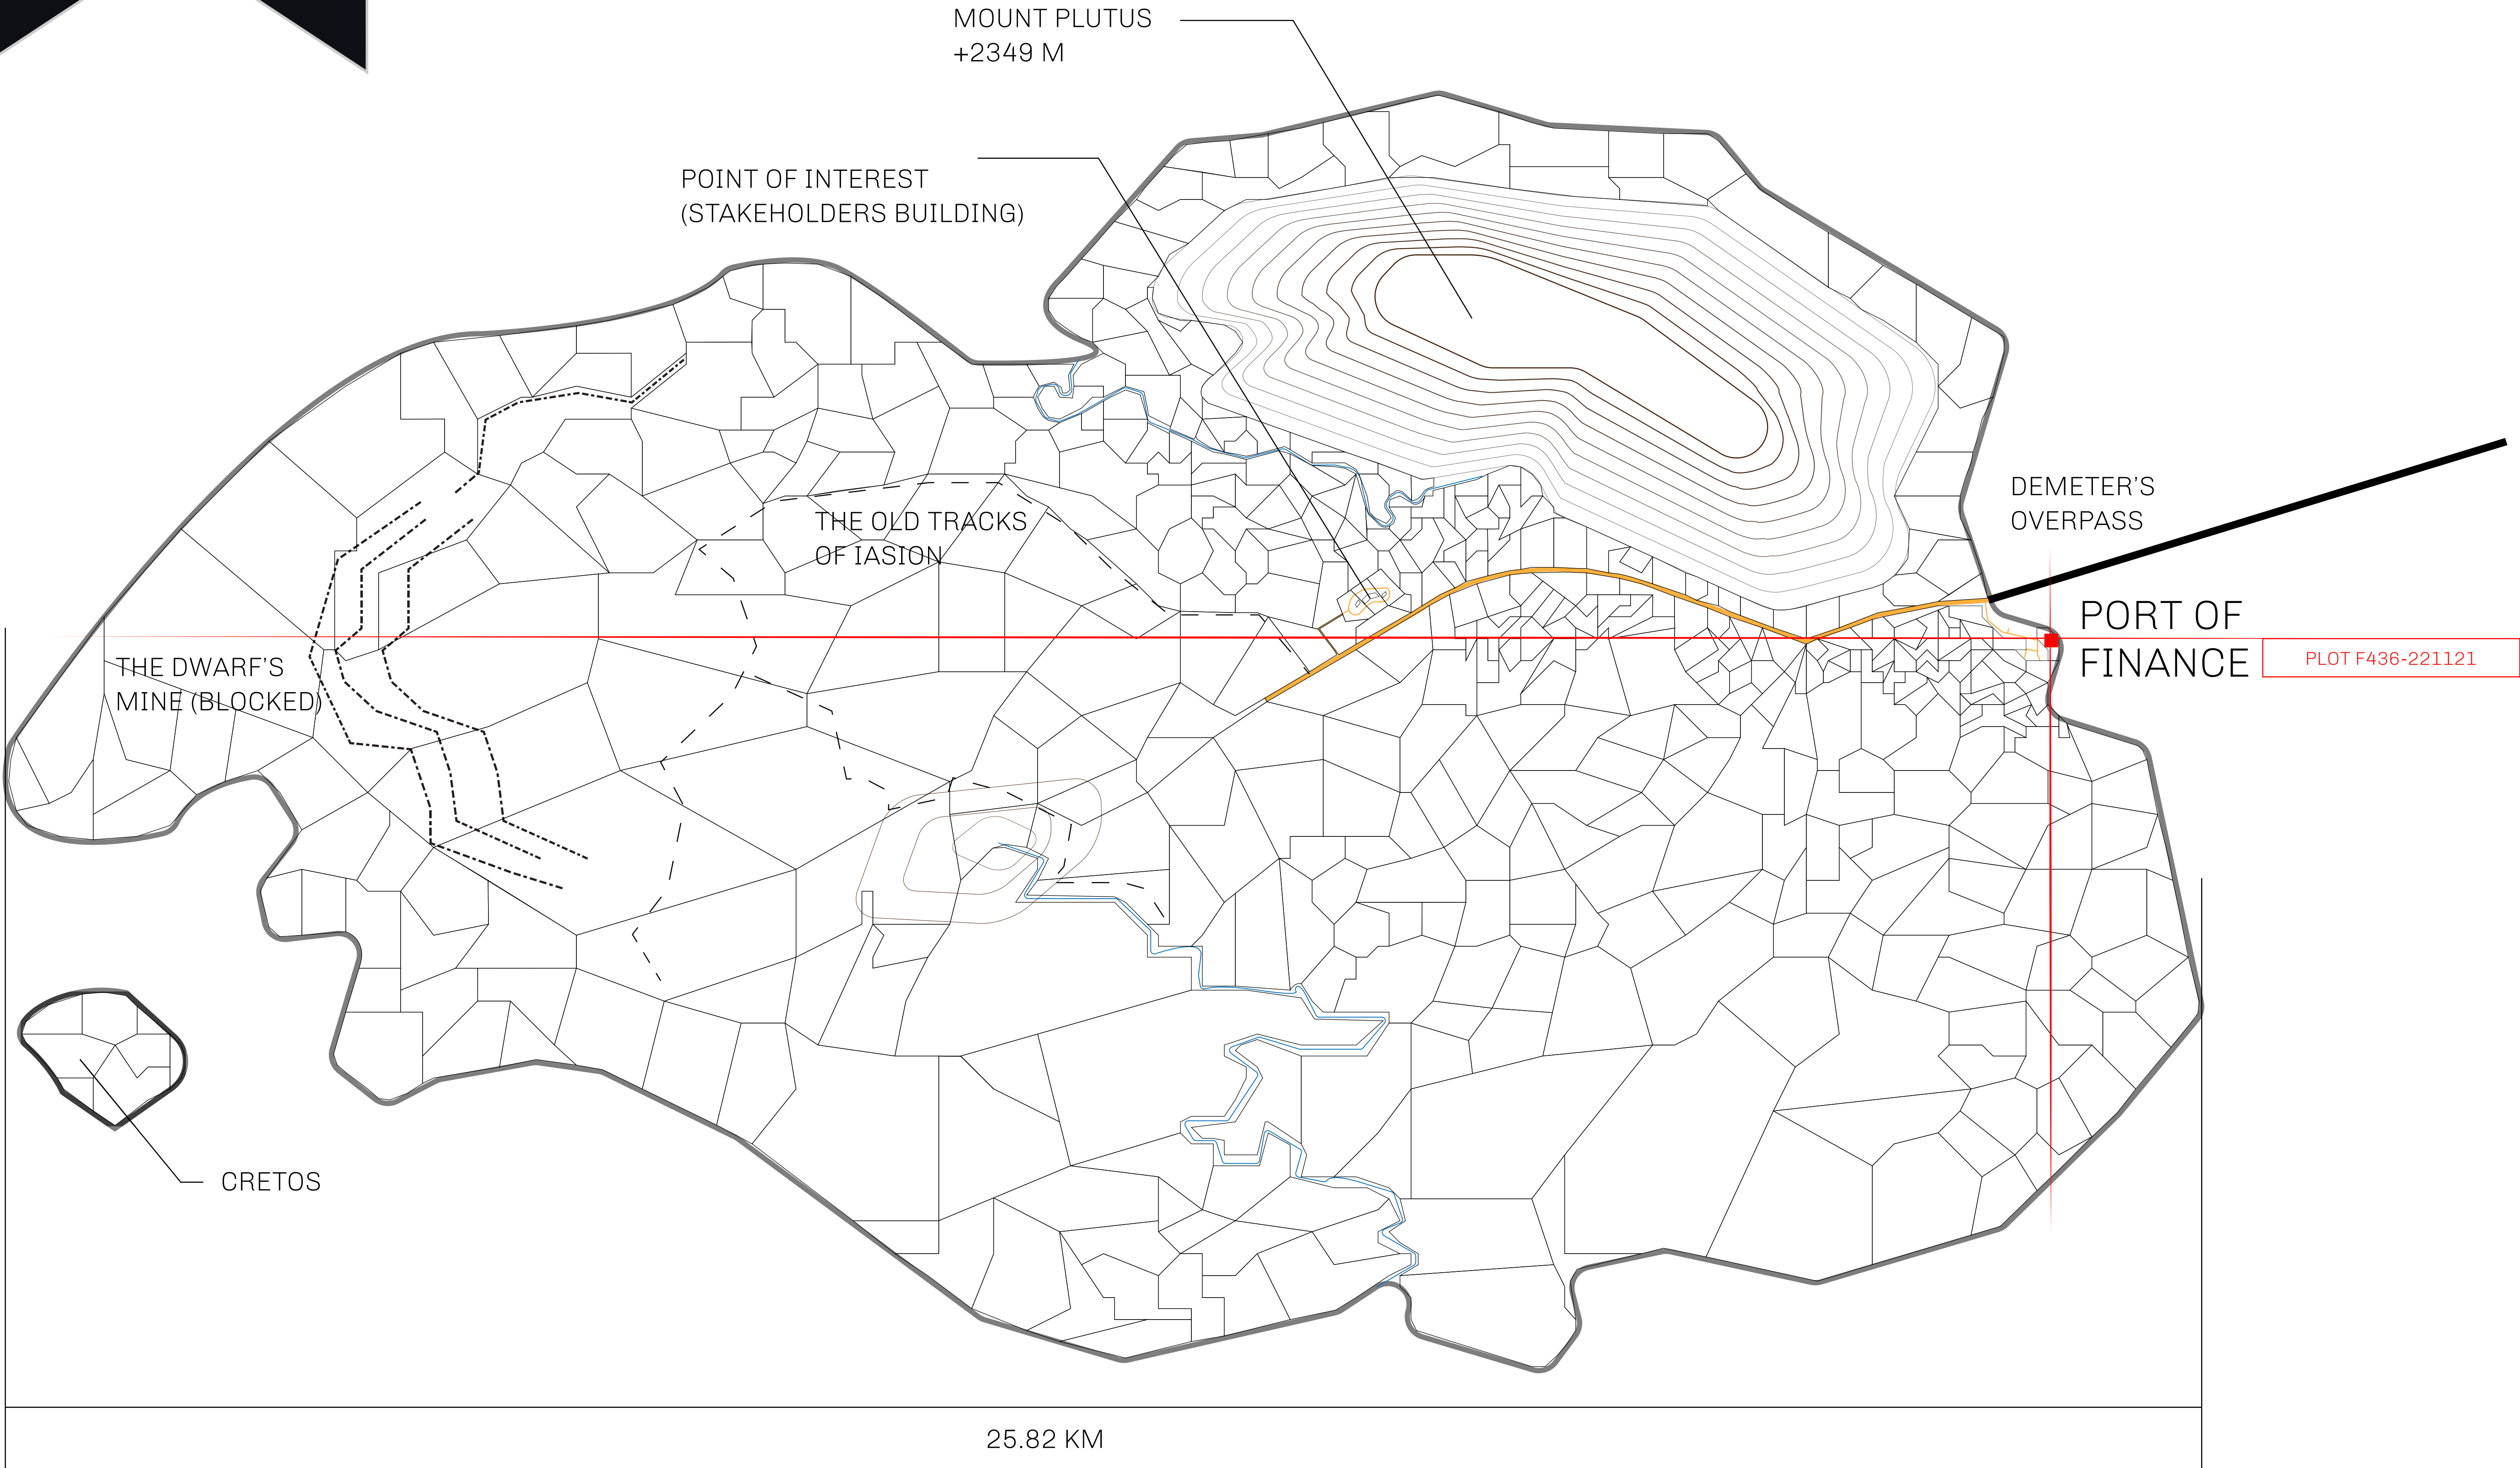 MOUNT PLUTUS
+2349 M
POINT OF INTEREST
(STAKEHOLDERS BUILDING)
DEMETER'S
OVERPASS
THE OLD TRACKS
OF IASION
PORT OF
FINANCE
PLOT F436-221121
THE DWARF'S
MINE (BLOCKED)
CRETOS
25.82 KM